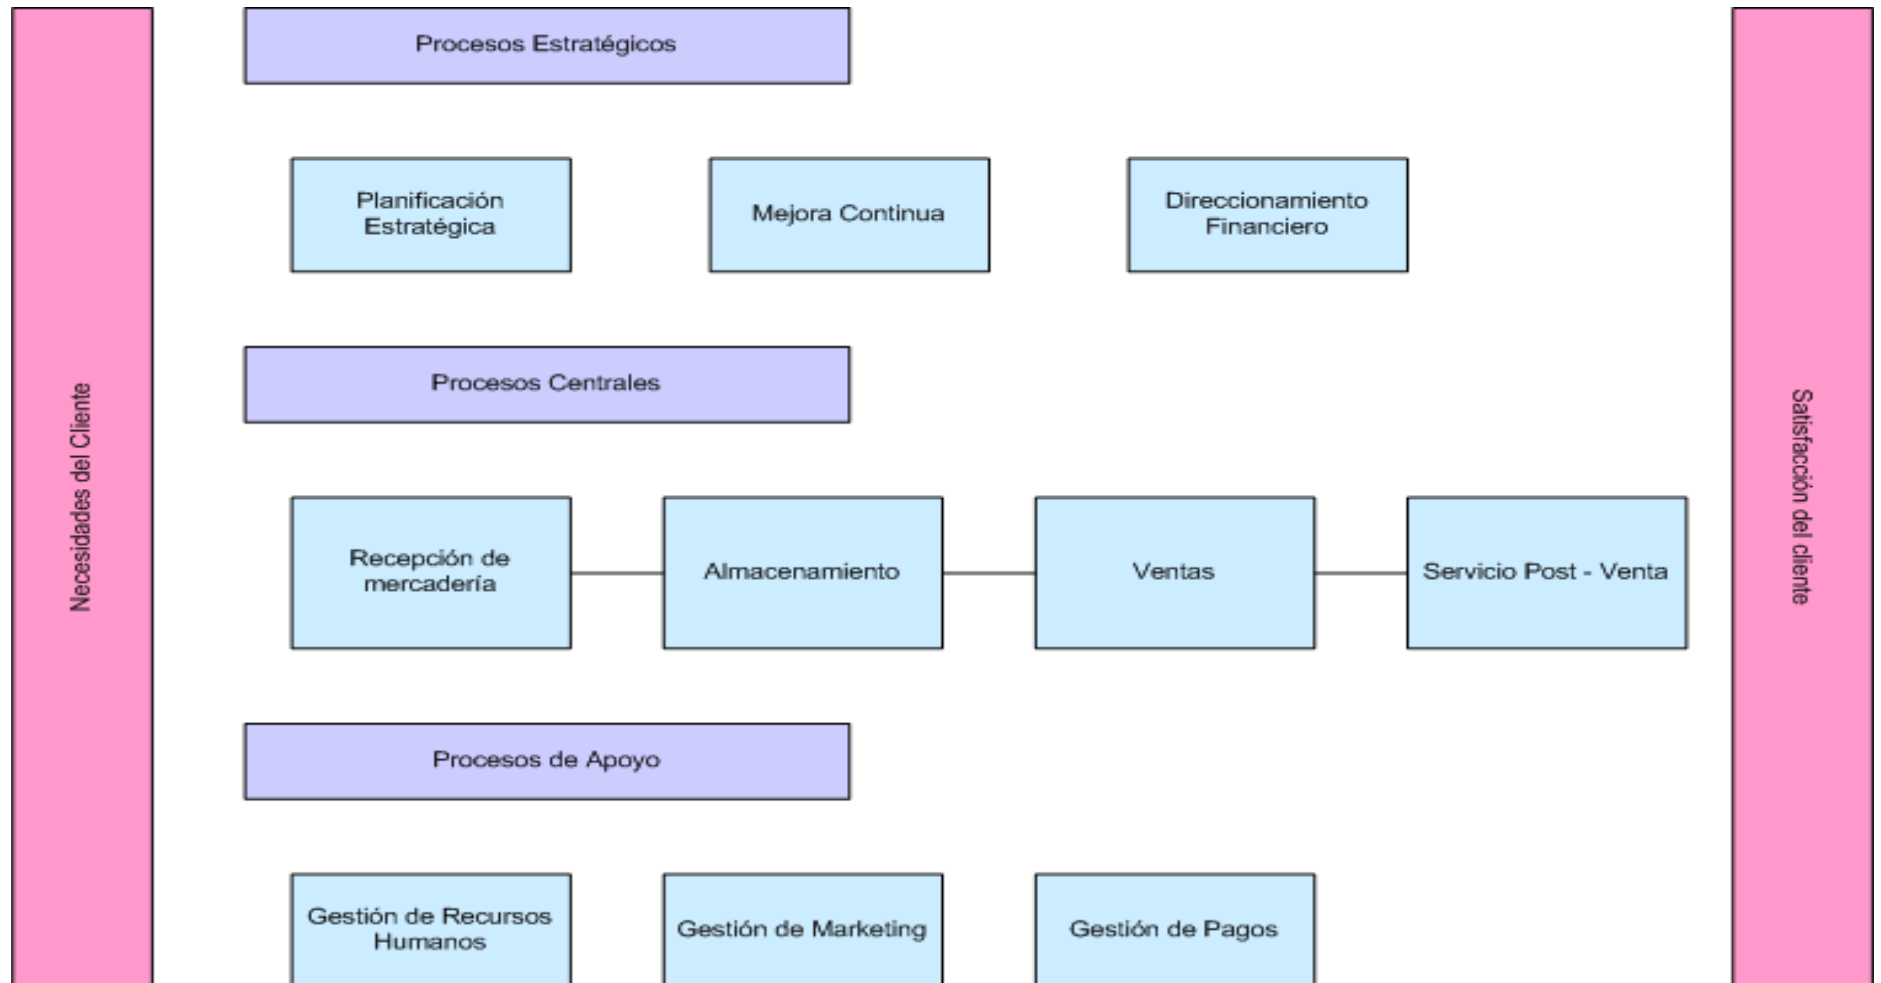 Necesidades del Cliente
Procesos Estratégicos
Planificación
Estratégica
Mejora Continua
Direccionamiento
Financiero
Procesos Centrales
Recepción de
mercadería
Almacenamiento
Ventas
Servicio Post - Venta
Procesos de Apoyo
Gestión de Recursos
Humanos
Gestión de Marketing
Gestión de Pagos
Satisfacción del cliente